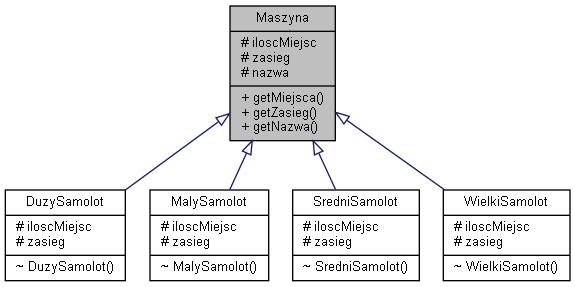 Maszyna
# iloscMiejsc
# zasieg
# nazwa
+ getMiejsca()
+ getZasieg()
+ getNazwa()
DuzySamolot
# iloscMiejsc
# zasieg
~ DuzySamolot()
MalySamolot
# iloscMiejsc
# zasieg
~ MalySamolot()
SredniSamolot
# iloscMiejsc
# zasieg
~ SredniSamolot()
WielkiSamolot
# iloscMiejsc
# zasieg
~ WielkiSamolot()